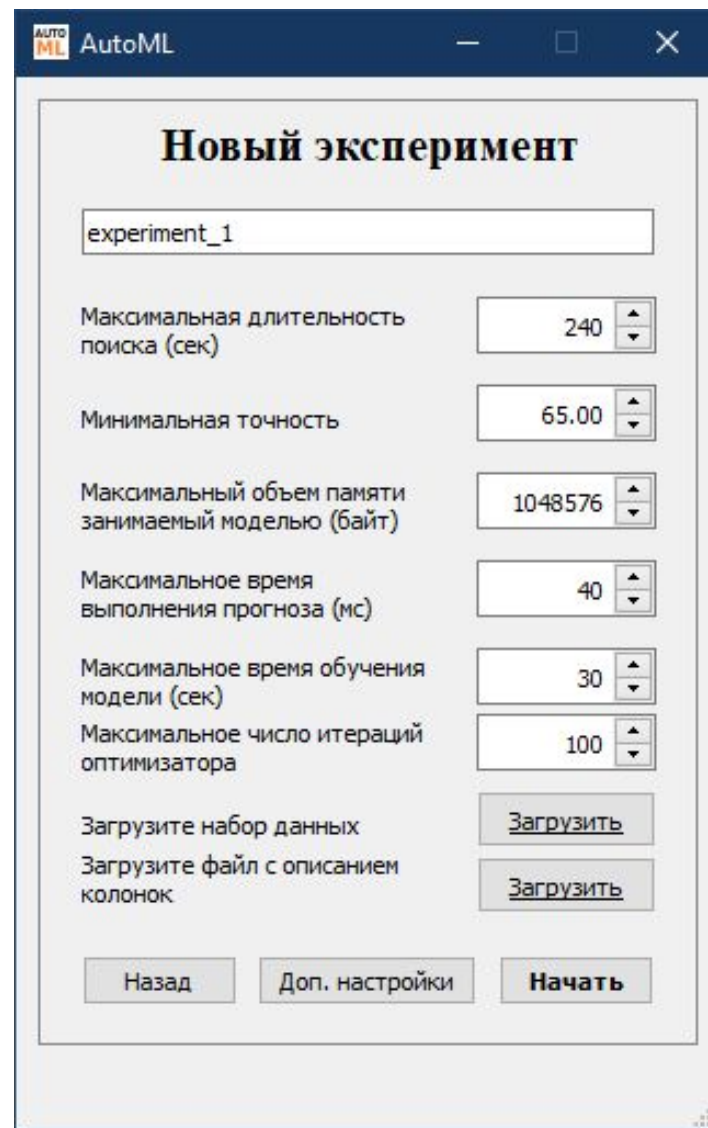 AUTO
ML
AutoML
Новый эксперимент
experiment_1
Максимальная длительность
поиска (сек)
240
Минимальная точность
65.00
Максимальный объем памяти
занимаемый моделью (байт)
1048576
Максимальное время
выполнения прогноза (мс)
40
Максимальное время обучения
модели (сек)
30
Максимальное число итераций
оптимизатора
100
Загрузите набор данных
Загрузить
Загрузите файл с описанием
колонок
Загрузить
Назад Доп. настройки Начать